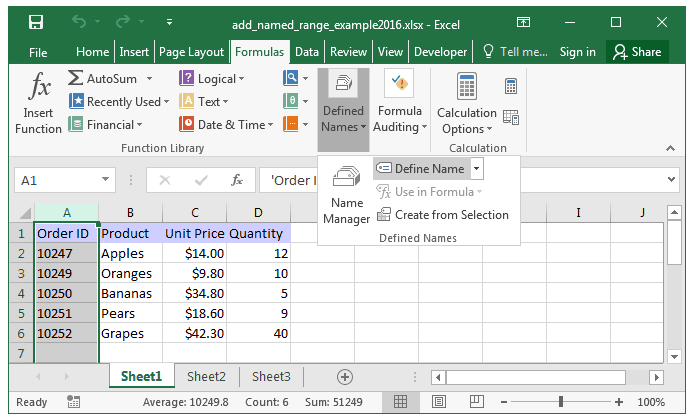 add_named_range_example2016.xlsx - Excel
File Home Insert Page Layout Formulas Data Review View Developer Tell me... Sign in Share
fx Insert Function
Σ AutoSum
Recently Used
Financial
Logical
A Text
Date & Time
θ
Function Library
Defined Names
Formula Auditing
Calculation Options
Calculation
Name Manager
Define Name
Use in Formula
Create from Selection
Defined Names
A1 fx 'Order I
A B C D I J
1 Order ID Product Unit Price Quantity
2 10247 Apples $14.00 12
3 10249 Oranges $9.80 10
4 10250 Bananas $34.80 5
5 10251 Pears $18.60 9
6 10252 Grapes $42.30 40
7
Sheet1 Sheet2 Sheet3
Ready Average: 10249.8 Count: 6 Sum: 51249 100%